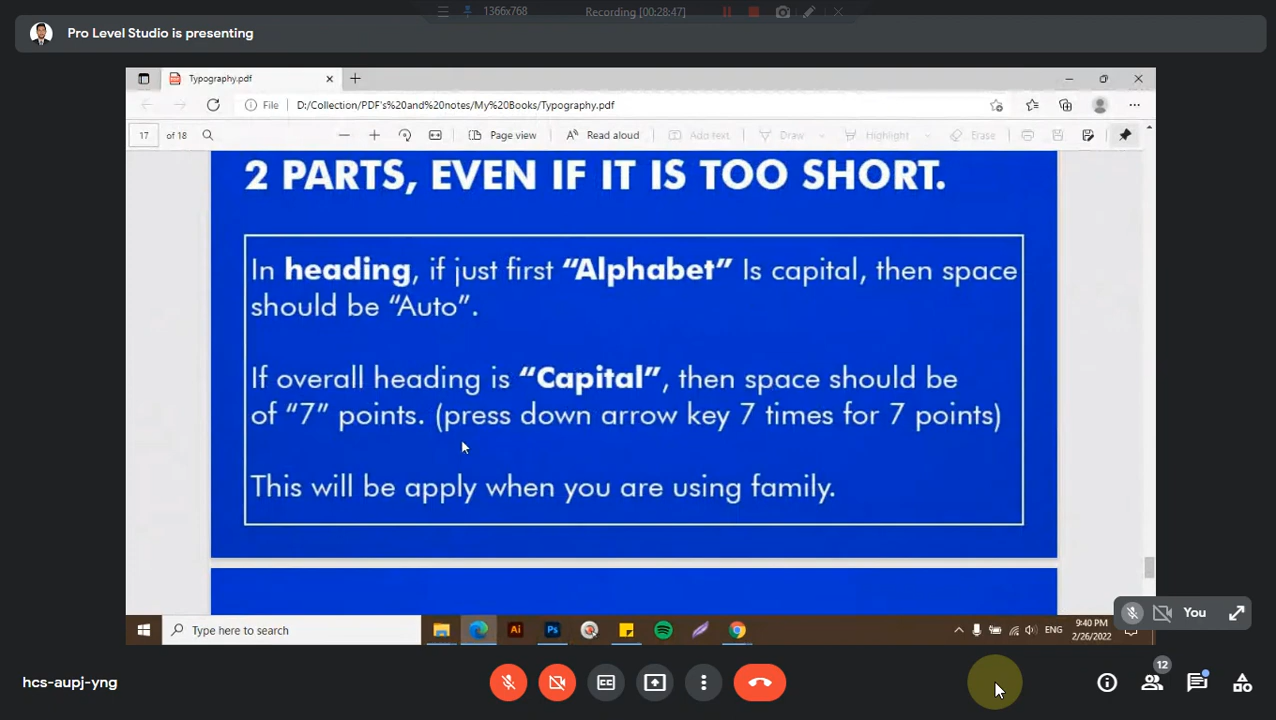 1366x768
Recording [00:28:47]
Pro Level Studio is presenting
Typography.pdf
File
D:/Collection/PDF's%20and%20notes/My%20Books/Typography.pdf
17 of 18
Page view
Read aloud
Add text
Draw
Highlight
Erase
2 PARTS, EVEN IF IT IS TOO SHORT.
In heading, if just first “Alphabet” Is capital, then space
should be “Auto”.
If overall heading is “Capital”, then space should be
of “7” points. (press down arrow key 7 times for 7 points)
This will be apply when you are using family.
You
Type here to search
Ai
Ps
ENG
9:40 PM
2/26/2022
hcs-aupj-yng
CC
12